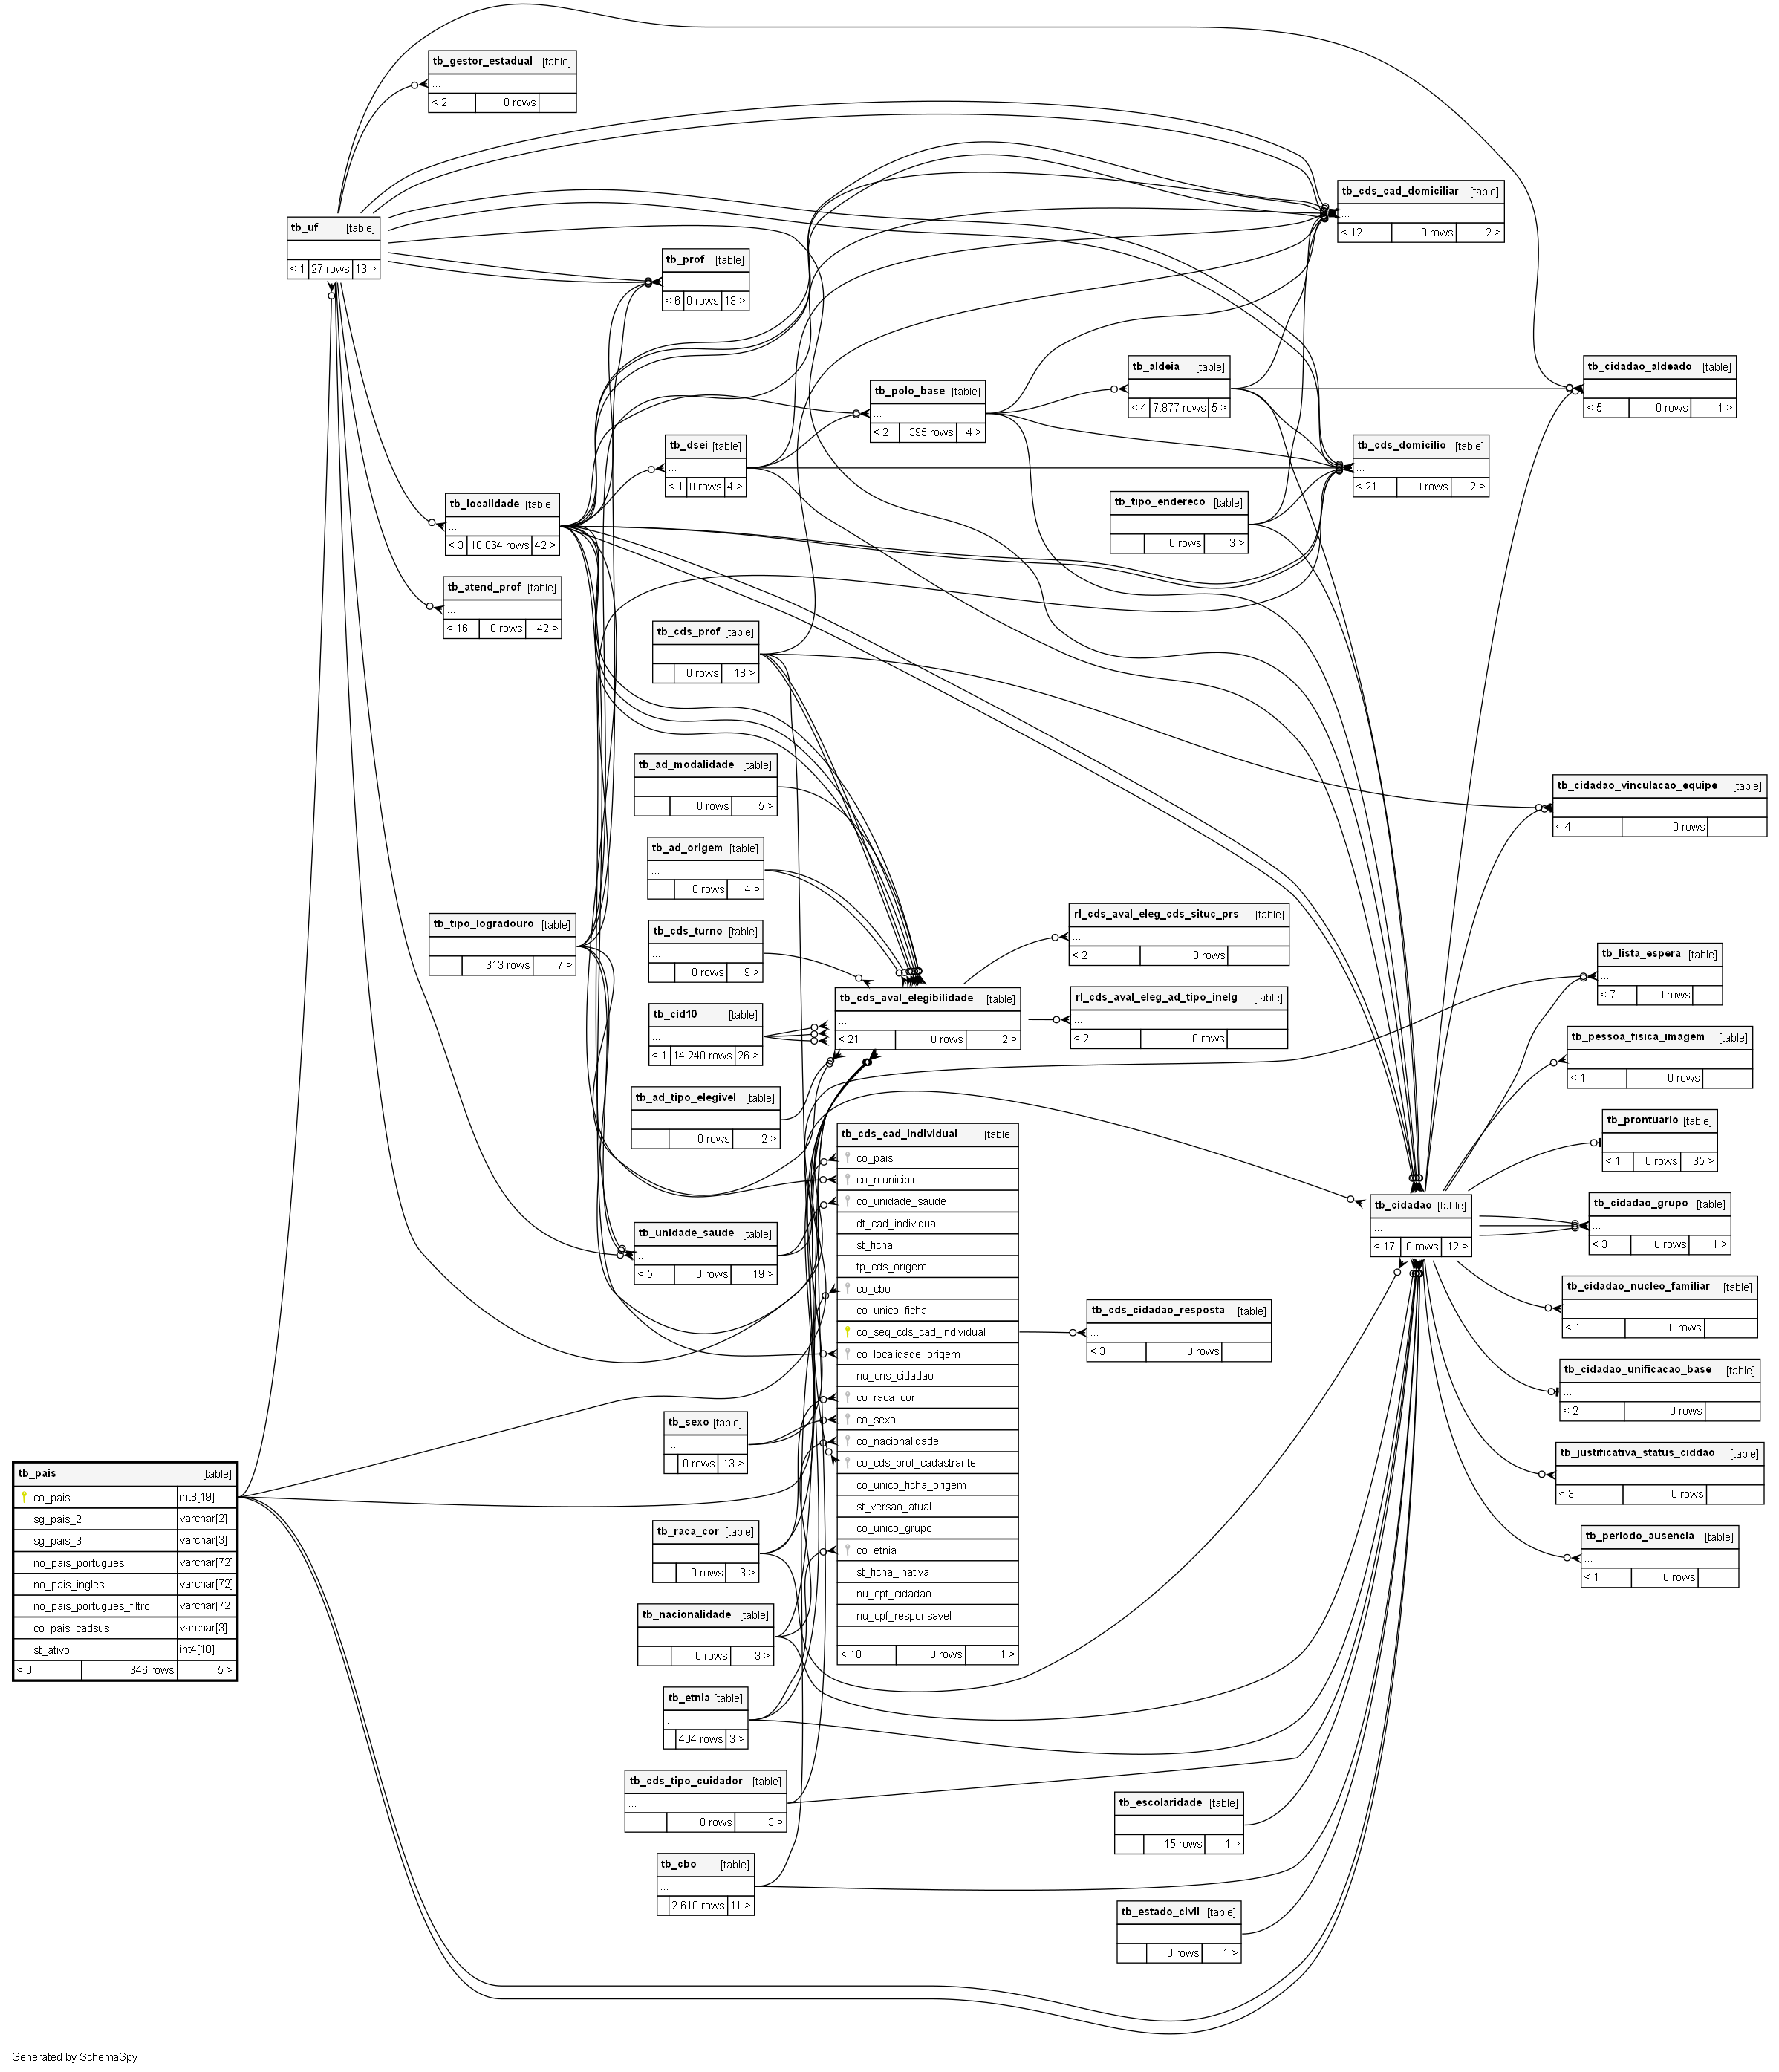 tb_gestor_estadual [table]
...
< 2 0 rows
tb_uf [table]
...
< 1 27 rows 13 >
tb_cds_cad_domiciliar [table]
...
< 12 0 rows 2 >
tb_prof [table]
...
< 6 0 rows 13 >
tb_polo_base [table]
...
< 2 395 rows 4 >
tb_aldeia [table]
...
< 4 7.877 rows 5 >
tb_cidadao_aldeado [table]
...
< 5 0 rows 1 >
tb_dsei [table]
...
< 1 0 rows 4 >
tb_cds_domicilio [table]
...
< 21 0 rows 2 >
tb_localidade [table]
...
< 3 10.864 rows 42 >
tb_tipo_endereco [table]
...
0 rows 3 >
tb_atend_prof [table]
...
< 16 0 rows 42 >
tb_cds_prof [table]
...
0 rows 18 >
tb_ad_modalidade [table]
...
0 rows 5 >
tb_cidadao_vinculacao_equipe [table]
...
< 4 0 rows
tb_ad_origem [table]
...
0 rows 4 >
tb_tipo_logradouro [table]
...
313 rows 7 >
tb_cds_turno [table]
...
0 rows 9 >
rl_cds_aval_eleg_cds_situc_prs [table]
...
< 2 0 rows
tb_lista_espera [table]
...
< 7 0 rows
tb_cds_aval_elegibilidade [table]
...
< 21 0 rows 2 >
rl_cds_aval_eleg_ad_tipo_inelg [table]
...
< 2 0 rows
tb_cid10 [table]
...
< 1 14.240 rows 26 >
tb_pessoa_fisica_imagem [table]
...
< 1 0 rows
tb_ad_tipo_elegivel [table]
...
0 rows 2 >
tb_prontuario [table]
...
< 1 0 rows 35 >
tb_cds_cad_individual [table]
co_pais
co_municipio
co_unidade_saude
dt_cad_individual
st_ficha
tp_cds_origem
co_cbo
co_unico_ficha
co_seq_cds_cad_individual
co_localidade_origem
nu_cns_cidadao
co_raca_cor
co_sexo
co_nacionalidade
co_cds_prof_cadastrante
co_unico_ficha_origem
st_versao_atual
co_unico_grupo
co_etnia
st_ficha_inativa
nu_cpf_cidadao
nu_cpf_responsavel
...
< 10 0 rows 1 >
tb_cidadao [table]
...
< 17 0 rows 12 >
tb_cidadao_grupo [table]
...
< 3 0 rows 1 >
tb_unidade_saude [table]
...
< 5 0 rows 19 >
tb_cidadao_nucleo_familiar [table]
...
< 1 0 rows
tb_cds_cidadao_resposta [table]
...
< 3 0 rows
tb_cidadao_unificacao_base [table]
...
< 2 0 rows
tb_sexo [table]
...
0 rows 13 >
tb_justificativa_status_ciddao [table]
...
< 3 0 rows
tb_pais [table]
co_pais int8[19]
sg_pais_2 varchar[2]
sg_pais_3 varchar[3]
no_pais_portugues varchar[72]
no_pais_ingles varchar[72]
no_pais_portugues_filtro varchar[72]
co_pais_cadsus varchar[3]
st_ativo int4[10]
< 0 346 rows 5 >
tb_raca_cor [table]
...
0 rows 3 >
tb_periodo_ausencia [table]
...
< 1 0 rows
tb_nacionalidade [table]
...
0 rows 3 >
tb_etnia [table]
...
404 rows 3 >
tb_cds_tipo_cuidador [table]
...
0 rows 3 >
tb_escolaridade [table]
...
15 rows 1 >
tb_cbo [table]
...
2.610 rows 11 >
tb_estado_civil [table]
...
0 rows 1 >
Generated by SchemaSpy